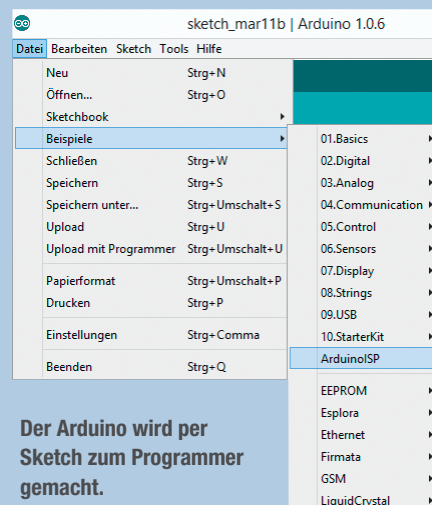 sketch_mar11b | Arduino 1.0.6
Datei Bearbeiten Sketch Tools Hilfe
Neu Strg+N
Öffnen... Strg+O
Sketchbook
Beispiele
Schließen Strg+W
Speichern Strg+S
Speichern unter... Strg+Umschalt+S
Upload Strg+U
Upload mit Programmer Strg+Umschalt+U
Papierformat Strg+Umschalt+P
Drucken Strg+P
Einstellungen Strg+Comma
Beenden Strg+Q
01.Basics
02.Digital
03.Analog
04.Communication
05.Control
06.Sensors
07.Display
08.Strings
09.USB
10.StarterKit
ArduinoISP
EEPROM
Esplora
Ethernet
Firmata
GSM
LiquidCrystal
Der Arduino wird per
Sketch zum Programmer
gemacht.